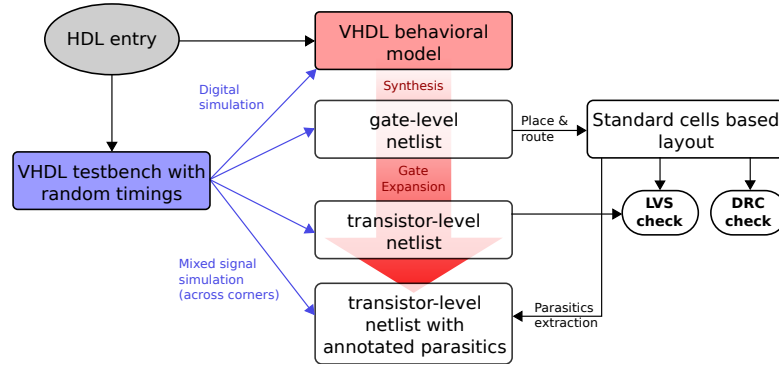 HDL entry
VHDL behavioral
model
Digital
simulation
Synthesis
gate-level
netlist
Place &
route
Standard cells based
layout
VHDL testbench with
random timings
Gate
Expansion
LVS
check
DRC
check
transistor-level
netlist
Mixed signal
simulation
(across corners)
transistor-level
netlist with
annotated parasitics
Parasitics
extraction